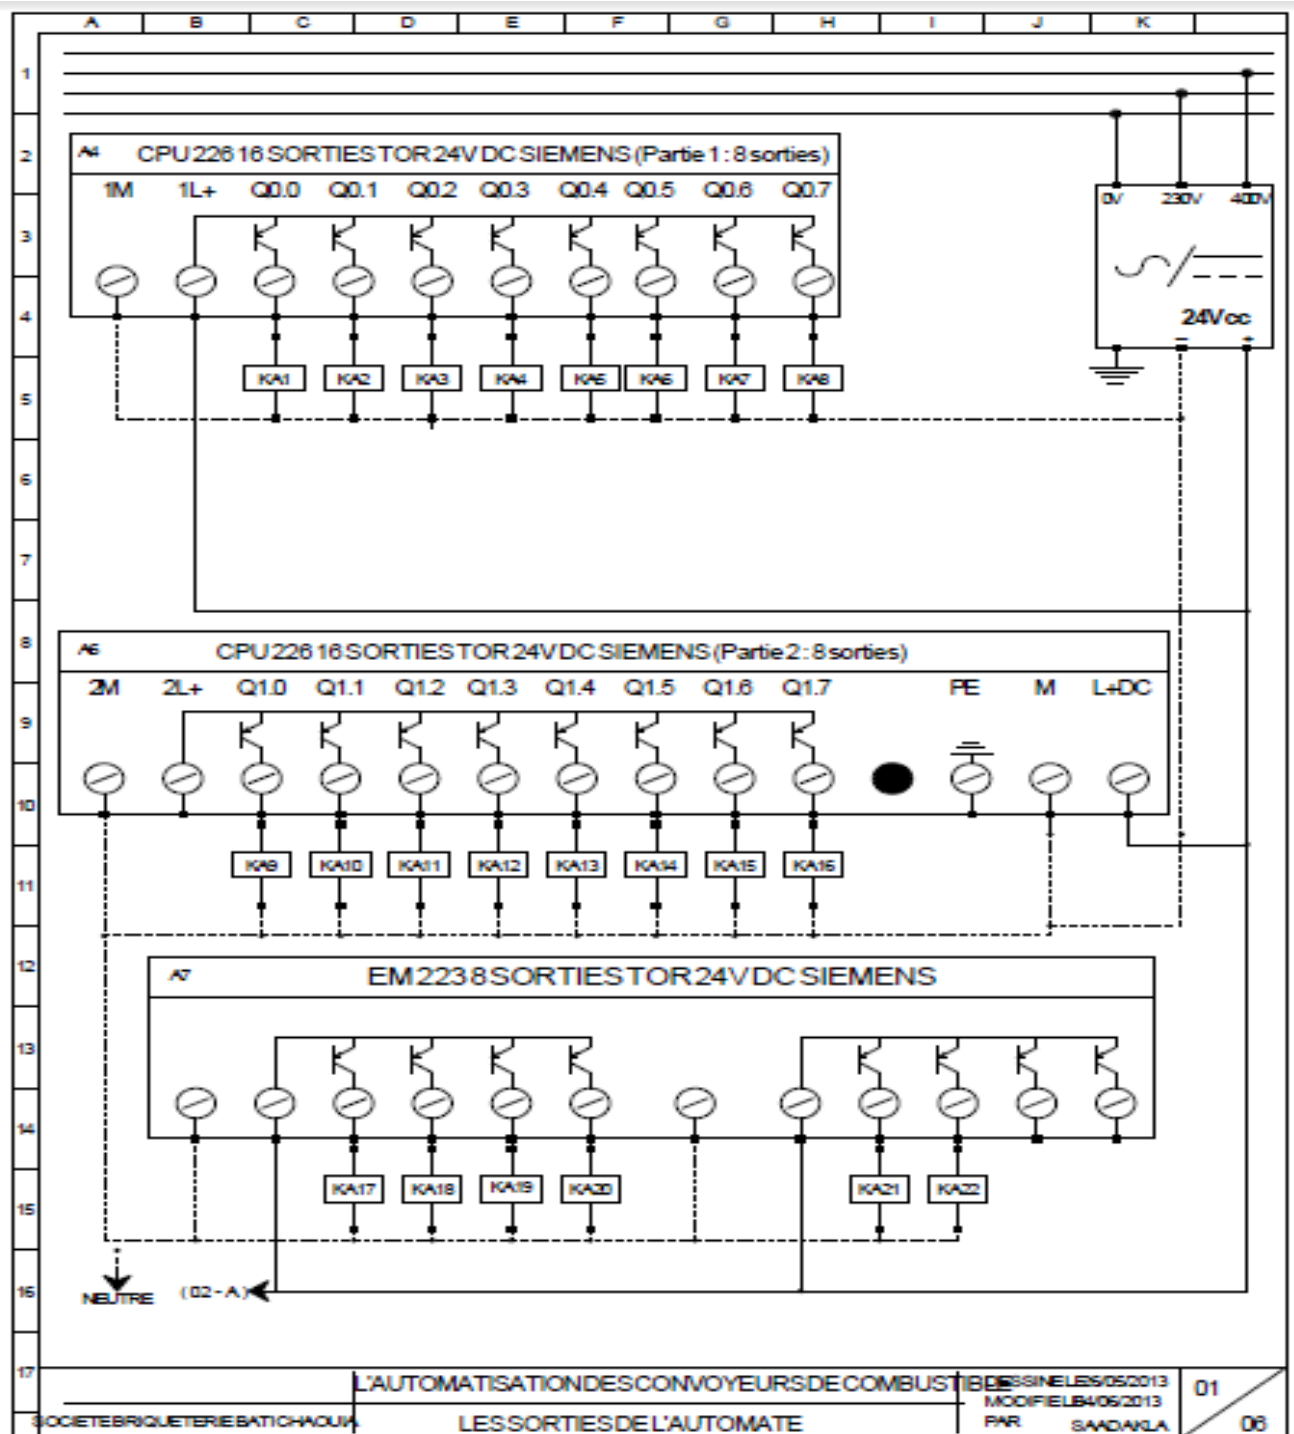 A B C D E F G H I J K
1
2
3
4
5
6
7
8
9
10
11
12
13
14
15
16
17
A4 CPU 226 16 SORTIES TOR 24V DC SIEMENS (Partie 1 : 8 sorties)
1M 1L+ Q0.0 Q0.1 Q0.2 Q0.3 Q0.4 Q0.5 Q0.6 Q0.7
0V 230V 400V
24Vcc
- +
KA1 KA2 KA3 KA4 KA5 KA6 KA7 KA8
A6 CPU 226 16 SORTIES TOR 24V DC SIEMENS (Partie 2 : 8 sorties)
2M 2L+ Q1.0 Q1.1 Q1.2 Q1.3 Q1.4 Q1.5 Q1.6 Q1.7 PE M L+DC
KA9 KA10 KA11 KA12 KA13 KA14 KA15 KA16
A7 EM 223 8 SORTIES TOR 24V DC SIEMENS
KA17 KA18 KA19 KA20 KA21 KA22
NEUTRE (02-A)
L'AUTOMATISATION DES CONVOYEURS DE COMBUSTIBLE
SOCIETE BRIQUETERIE BATICHAOUIA
LES SORTIES DE L'AUTOMATE
DESSINE LE 26/05/2013
MODIFIE LE 04/06/2013
PAR SAADAKLA
01
06